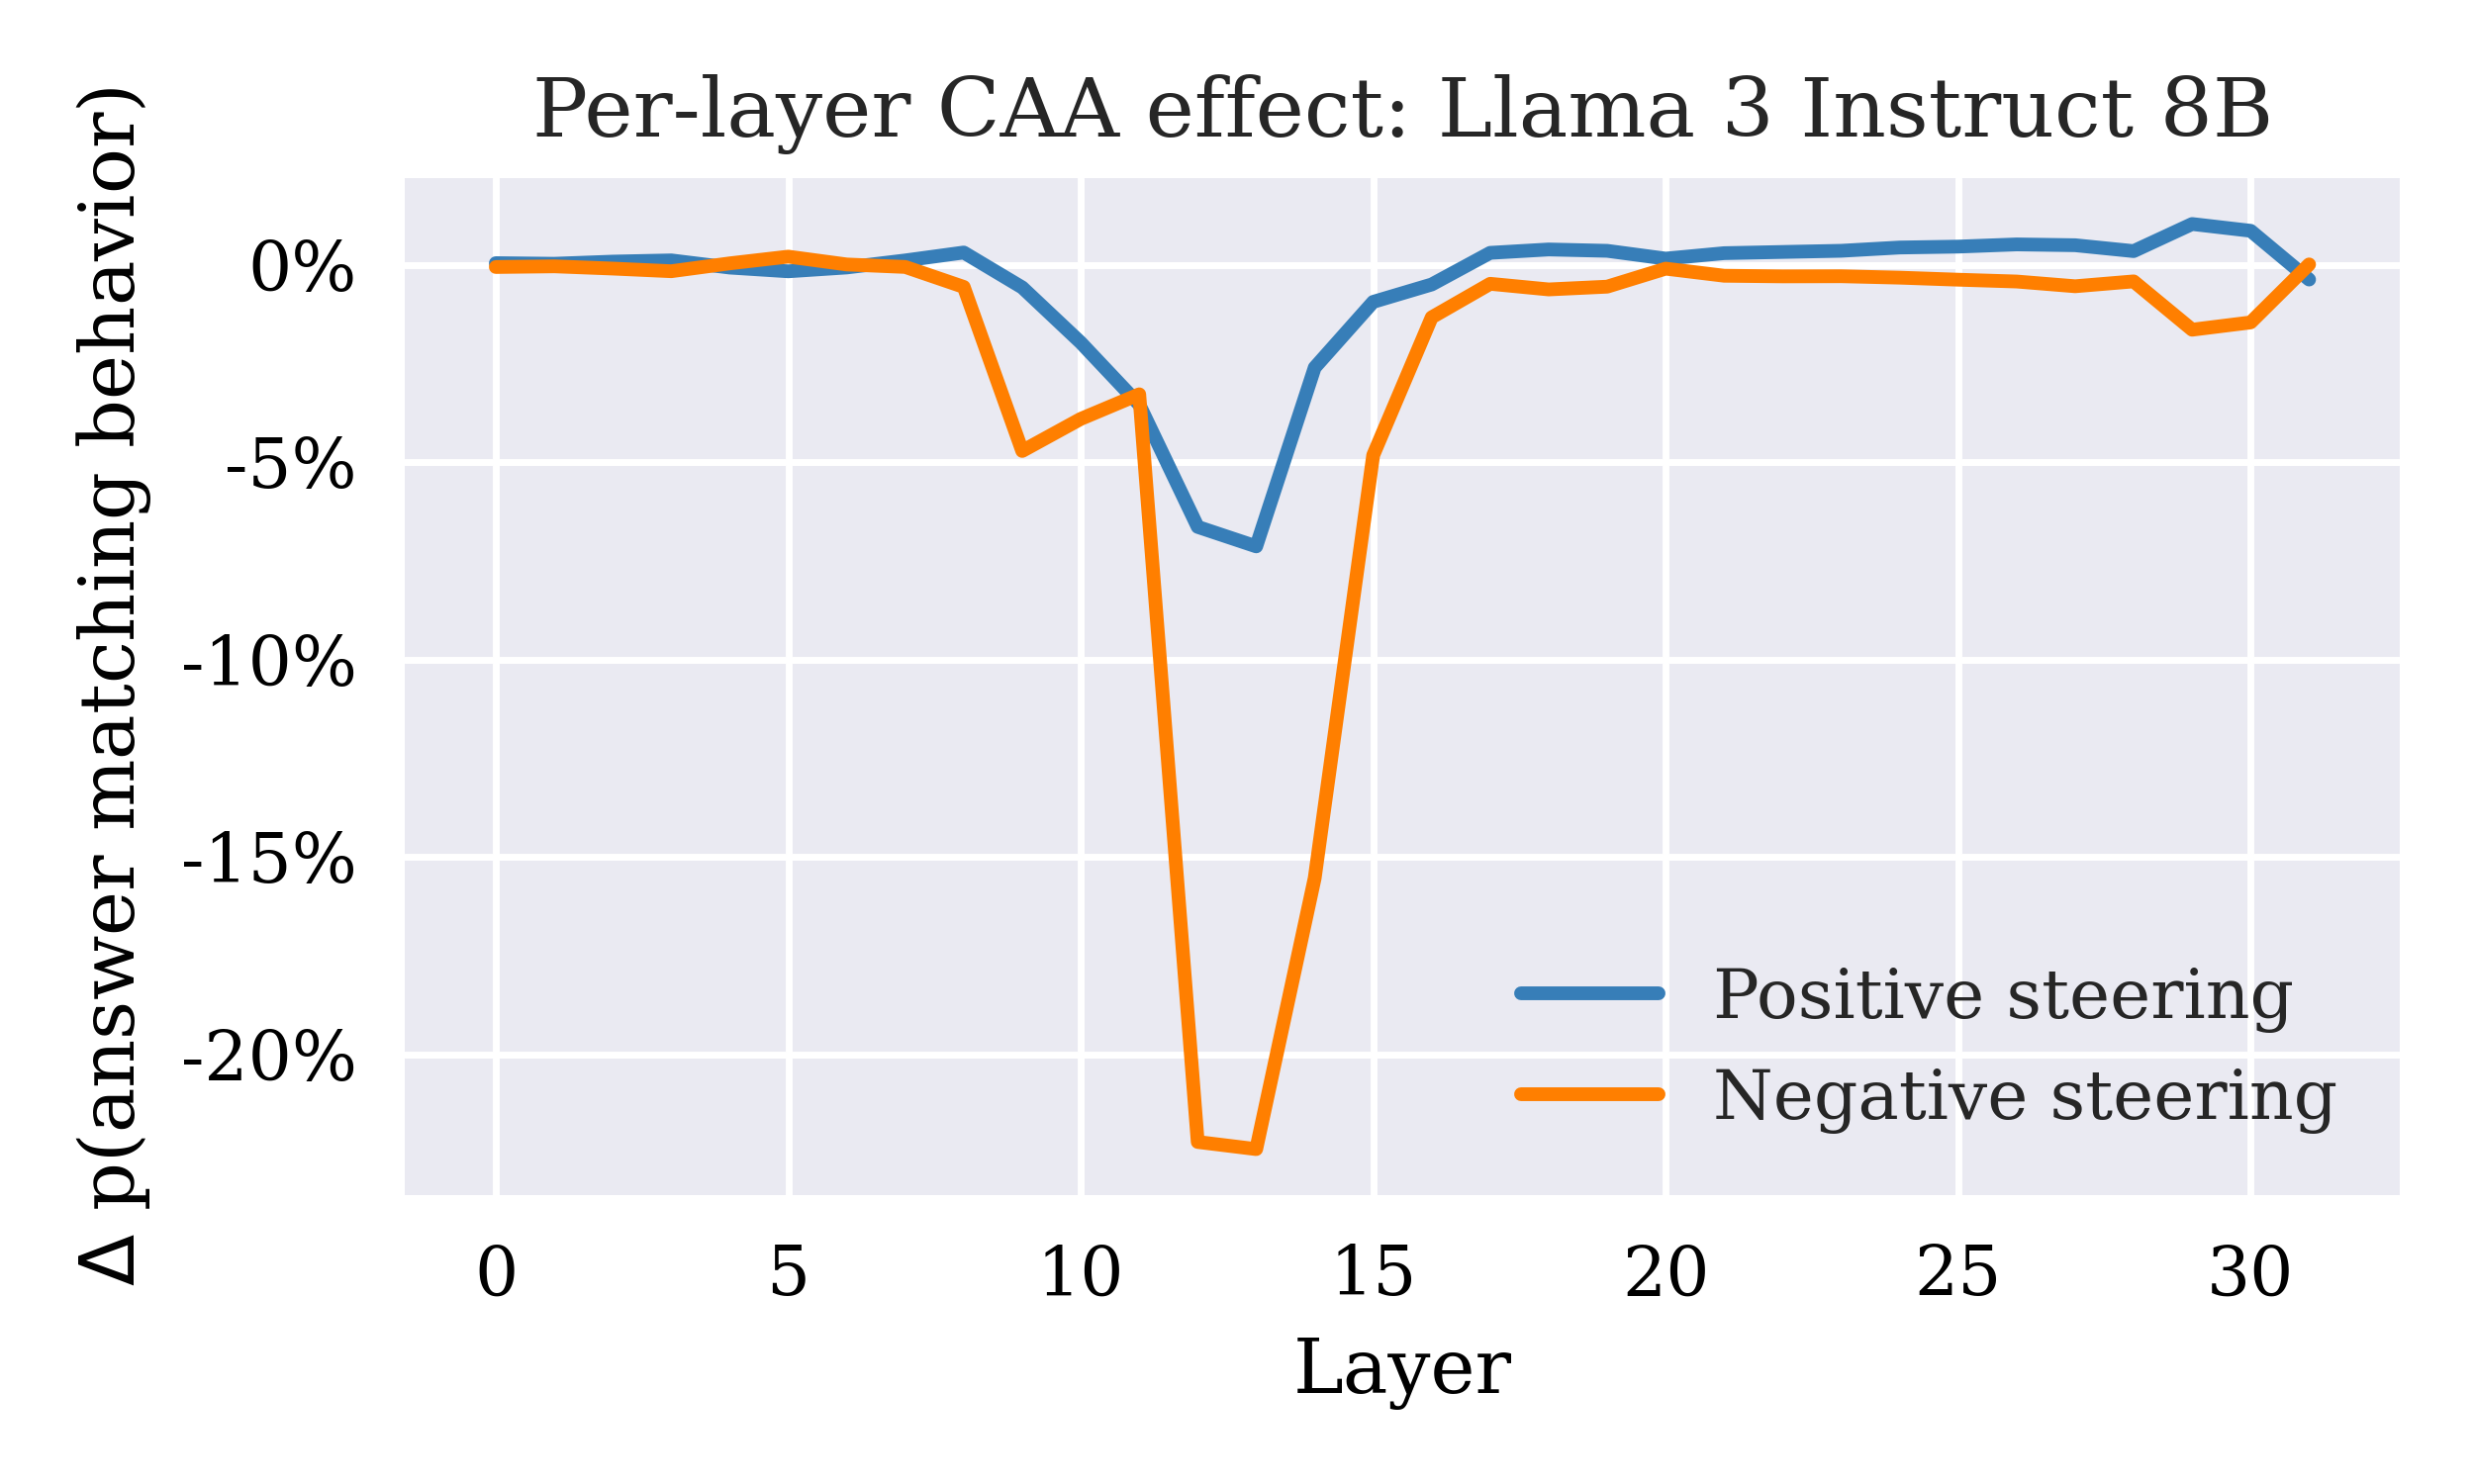 Per-layer CAA effect: Llama 3 Instruct 8B
Δ p(answer matching behavior)
0%
-5%
-10%
-15%
-20%
Positive steering
Negative steering
0 5 10 15 20 25 30
Layer